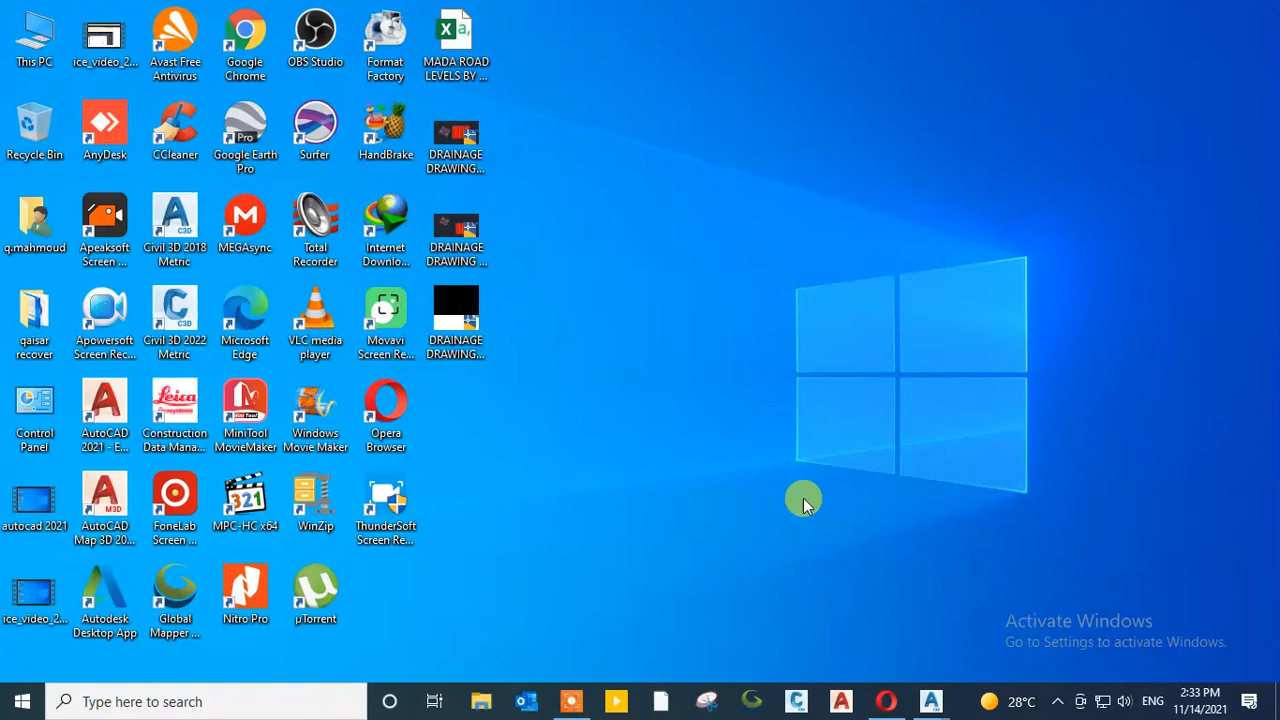 This PC
ice_video_2...
Avast Free
Antivirus
Google
Chrome
OBS Studio
Format
Factory
MADA ROAD
LEVELS BY ...
Recycle Bin
AnyDesk
CCleaner
Pro
Google Earth
Pro
Surfer
HandBrake
DRAINAGE
DRAWING...
q.mahmoud
Apeaksoft
Screen ...
C3D
Civil 3D 2018
Metric
MEGAsync
Total
Recorder
Internet
Downlo...
DRAINAGE
DRAWING ...
qaisar
recover
Apowersoft
Screen Rec...
C3D
Civil 3D 2022
Metric
Microsoft
Edge
VLC media
player
Movavi
Screen Re...
DRAINAGE
DRAWING...
Control
Panel
AutoCAD
2021 - E...
Leica
Construction
Data Mana...
MiniTool
MovieMaker
Windows
Movie Maker
Opera
Browser
autocad 2021
M3D
AutoCAD
Map 3D 20...
FoneLab
Screen ...
321
MPC-HC x64
WinZip
ThunderSoft
Screen Re...
ice_video_2...
Autodesk
Desktop App
Global
Mapper ...
Nitro Pro
µTorrent
Activate Windows
Go to Settings to activate Windows.
Type here to search
28°C
ENG
2:33 PM
11/14/2021